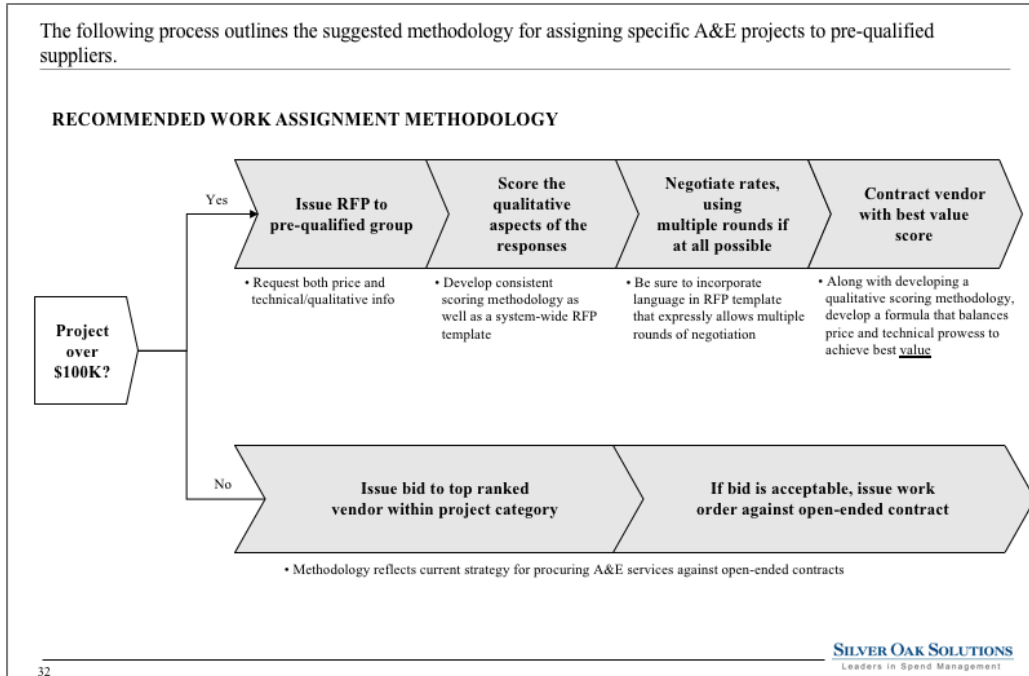 The following process outlines the suggested methodology for assigning specific A&E projects to pre-qualified
suppliers.
RECOMMENDED WORK ASSIGNMENT METHODOLOGY
Project
over
$100K?
Yes
Issue RFP to
pre-qualified group
• Request both price and
technical/qualitative info
Score the
qualitative
aspects of the
responses
• Develop consistent
scoring methodology as
well as a system-wide RFP
template
Negotiate rates,
using
multiple rounds if
at all possible
• Be sure to incorporate
language in RFP template
that expressly allows multiple
rounds of negotiation
Contract vendor
with best value
score
• Along with developing a
qualitative scoring methodology,
develop a formula that balances
price and technical prowess to
achieve best value
No
Issue bid to top ranked
vendor within project category
If bid is acceptable, issue work
order against open-ended contract
• Methodology reflects current strategy for procuring A&E services against open-ended contracts
32
SILVER OAK SOLUTIONS
Leaders in Spend Management